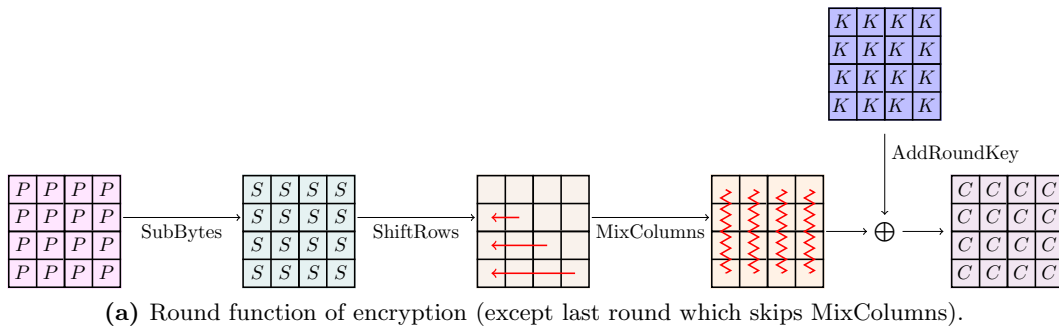 K K K K
K K K K
K K K K
K K K K
AddRoundKey
P P P P
P P P P
P P P P
P P P P
SubBytes
S S S S
S S S S
S S S S
S S S S
ShiftRows
MixColumns
C C C C
C C C C
C C C C
C C C C
(a) Round function of encryption (except last round which skips MixColumns).